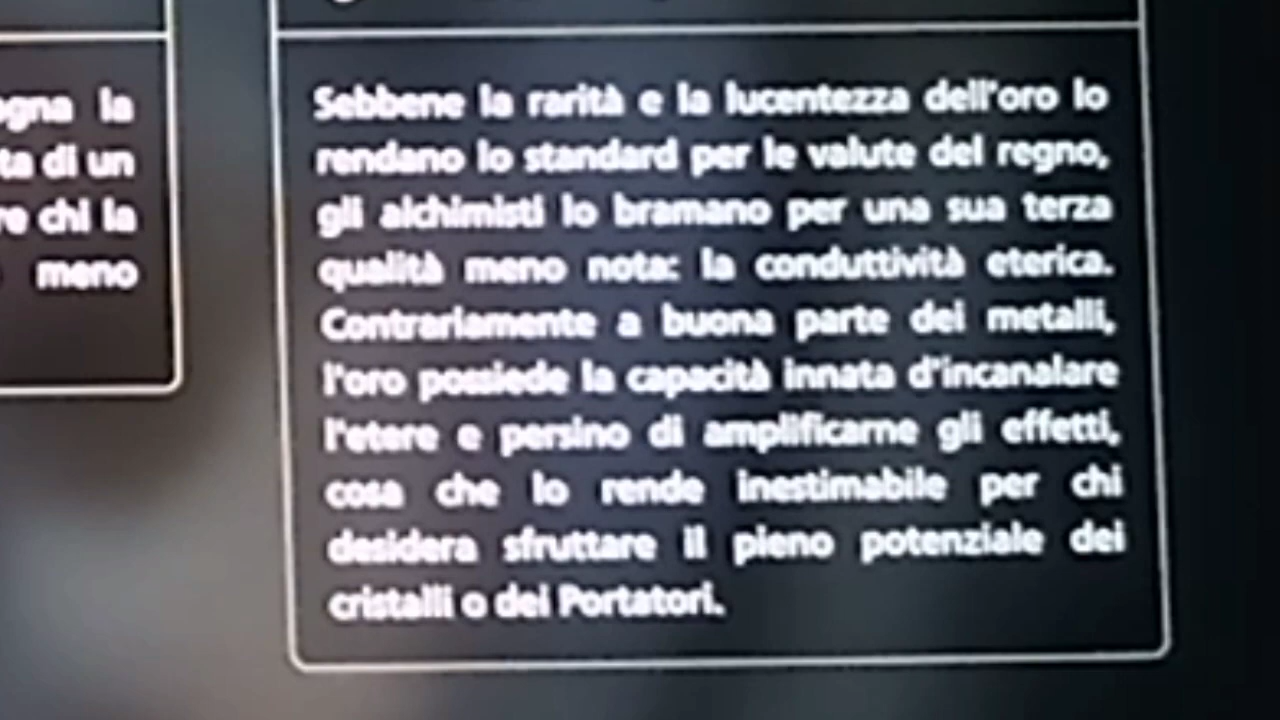 ogna la
ta di un
re chi la
meno
Sebbene la rarità e la lucentezza dell'oro lo
rendano lo standard per le valute del regno,
gli alchimisti lo bramano per una sua terza
qualità meno nota: la conduttività eterica.
Contrariamente a buona parte dei metalli,
l'oro possiede la capacità innata d'incanalare
l'etere e persino di amplificarne gli effetti,
cosa che lo rende inestimabile per chi
desidera sfruttare il pieno potenziale dei
cristalli o dei Portatori.